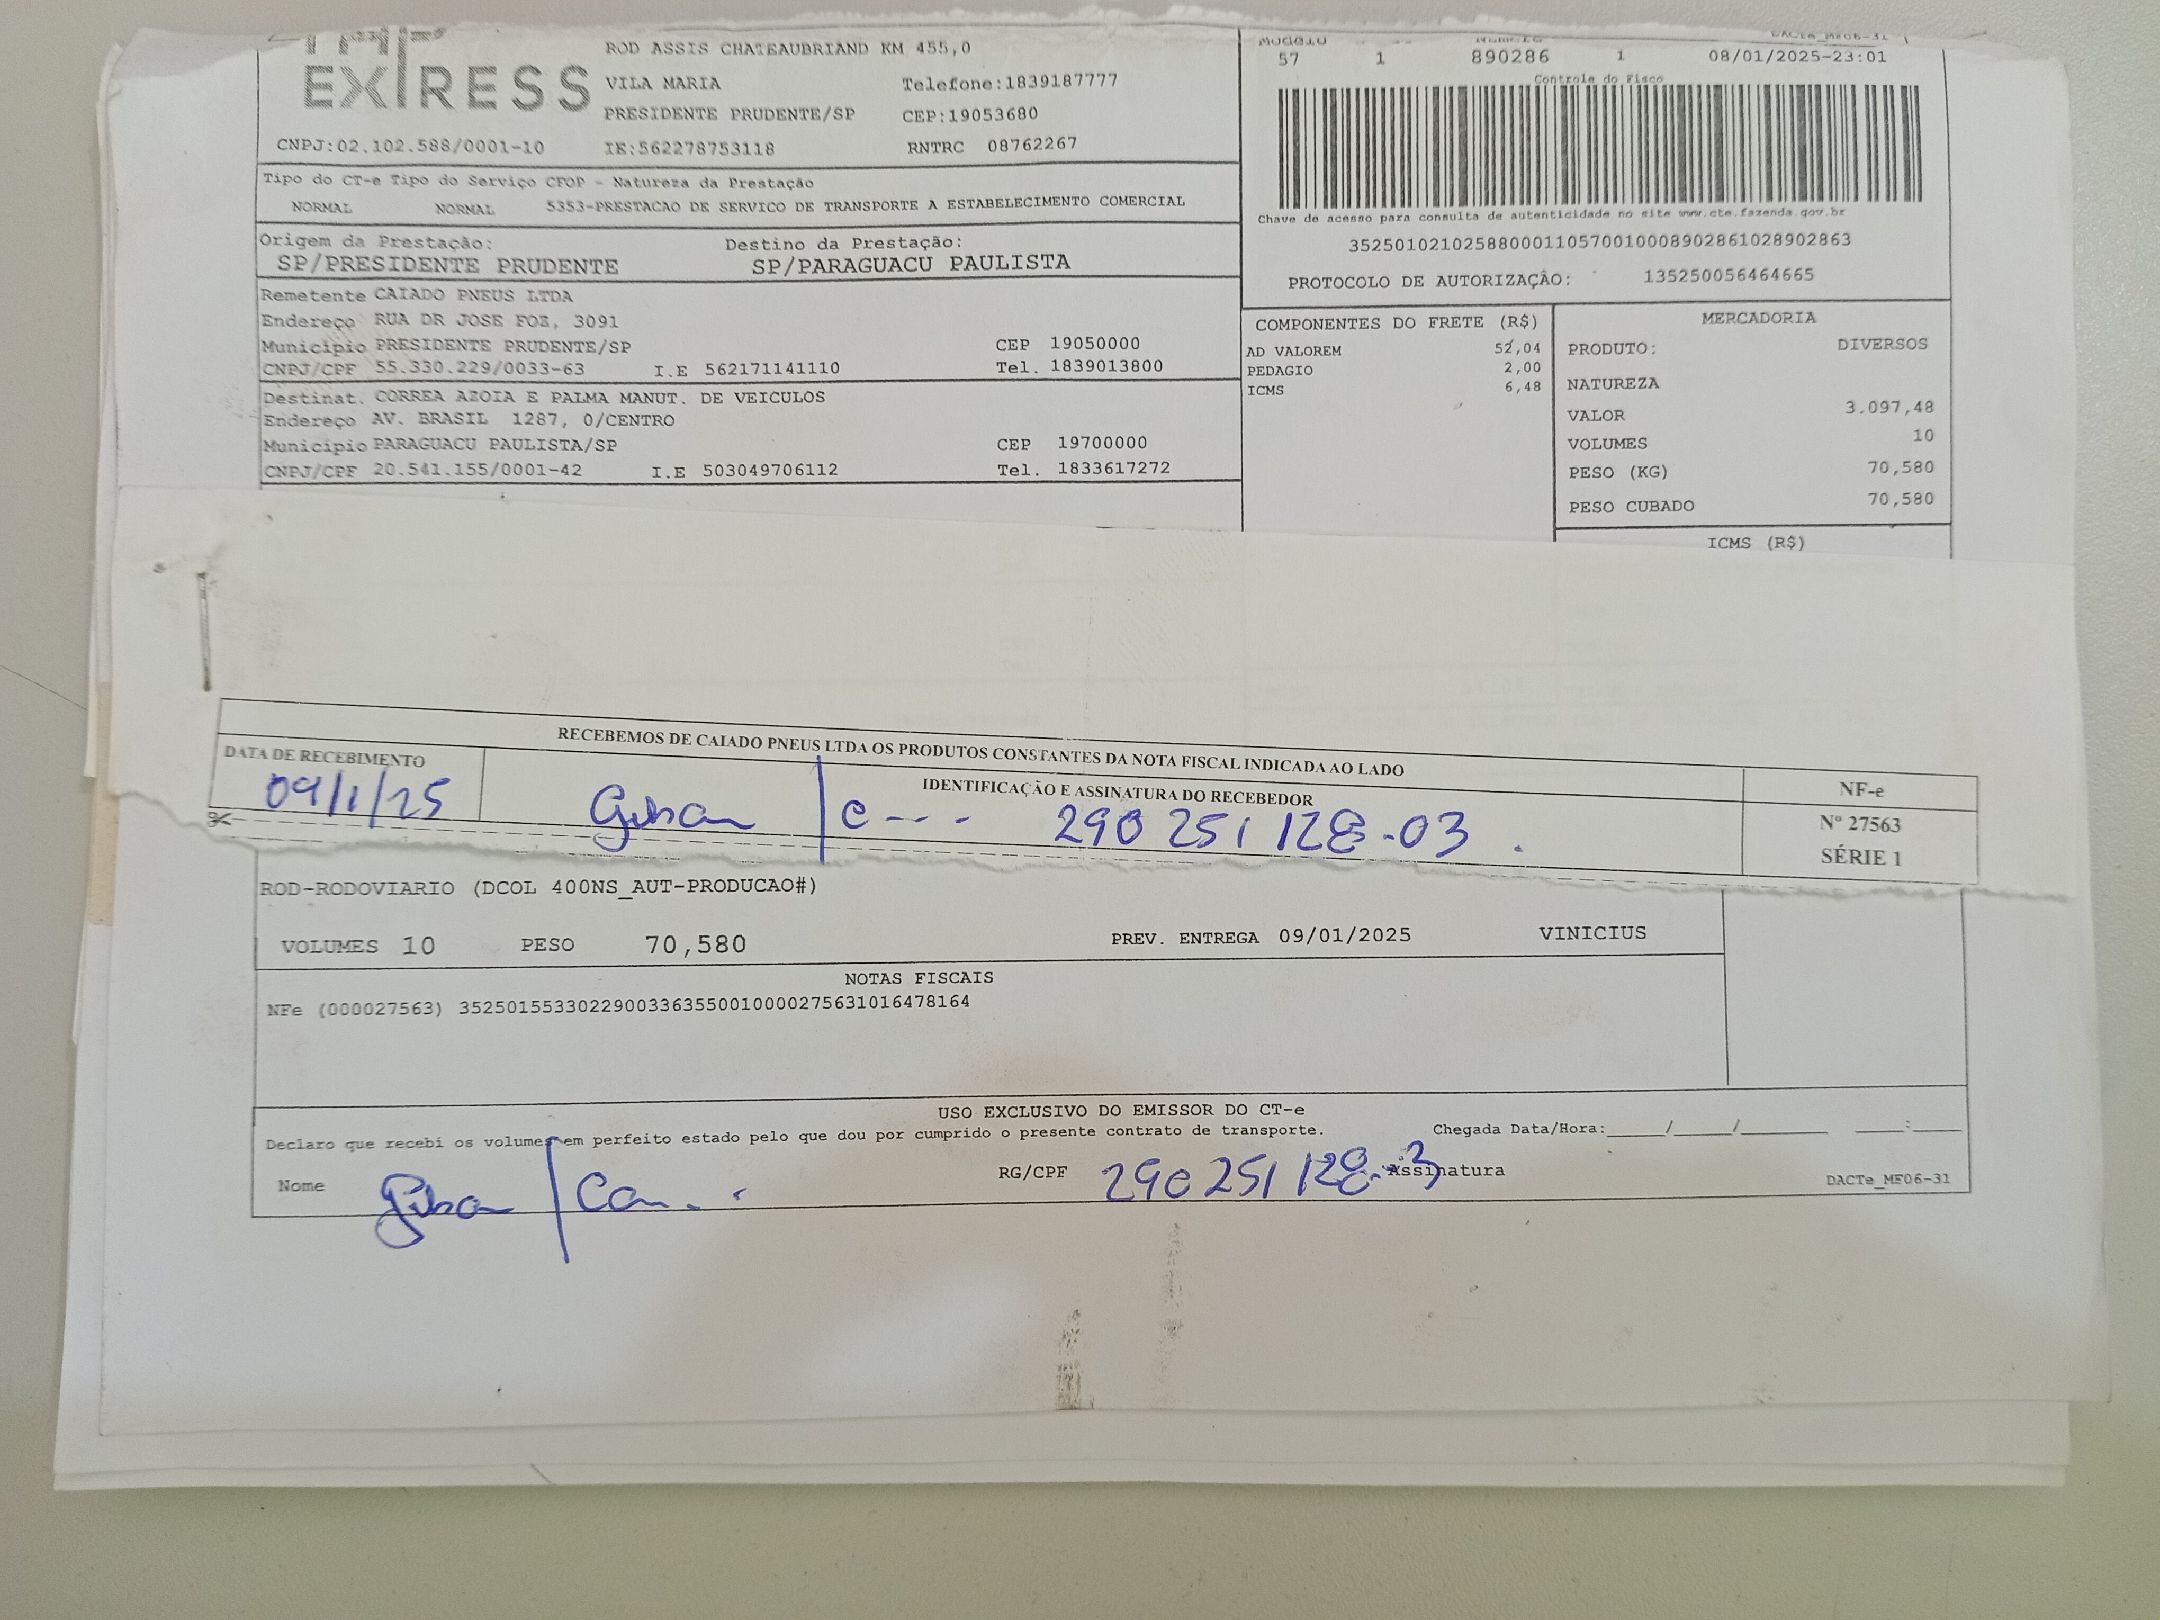 EXPRESS
ROD ASSIS CHATEAUBRIAND KM 455,0
VILA MARIA Telefone:1839187777
PRESIDENTE PRUDENTE/SP CEP:19053680
CNPJ:02.102.588/0001-10 IE:562278753118 RNTRC 08762267
Modelo DACTe_MF06-31
57 1 890286 1 08/01/2025-23:01
Controle do Fisco
Chave de acesso para consulta de autenticidade no site www.cte.fazenda.gov.br
35250102102588000110570010008902861028902863
PROTOCOLO DE AUTORIZAÇÃO: 135250056464665
Tipo do CT-e Tipo do Serviço CFOP - Natureza da Prestação
NORMAL NORMAL 5353-PRESTACAO DE SERVICO DE TRANSPORTE A ESTABELECIMENTO COMERCIAL
Origem da Prestação: Destino da Prestação:
SP/PRESIDENTE PRUDENTE SP/PARAGUACU PAULISTA
Remetente CAIADO PNEUS LTDA
Endereço RUA DR JOSE FOZ, 3091
Município PRESIDENTE PRUDENTE/SP CEP 19050000
CNPJ/CPF 55.330.229/0033-63 I.E 562171141110 Tel. 1839013800
Destinat. CORREA AZOIA E PALMA MANUT. DE VEICULOS
Endereço AV. BRASIL 1287, 0/CENTRO
Município PARAGUACU PAULISTA/SP CEP 19700000
CNPJ/CPF 20.541.155/0001-42 I.E 503049706112 Tel. 1833617272
COMPONENTES DO FRETE (R$)
AD VALOREM 52,04
PEDAGIO 2,00
ICMS 6,48
MERCADORIA
PRODUTO: DIVERSOS
NATUREZA
VALOR 3.097,48
VOLUMES 10
PESO (KG) 70,580
PESO CUBADO 70,580
ICMS (R$)
RECEBEMOS DE CAIADO PNEUS LTDA OS PRODUTOS CONSTANTES DA NOTA FISCAL INDICADA AO LADO
DATA DE RECEBIMENTO
09/1/25
IDENTIFICAÇÃO E ASSINATURA DO RECEBEDOR
290 251 128-03
NF-e
Nº 27563
SÉRIE 1
ROD-RODOVIARIO (DCOL 400NS_AUT-PRODUCAO#)
VOLUMES 10 PESO 70,580 PREV. ENTREGA 09/01/2025 VINICIUS
NOTAS FISCAIS
NFe (000027563) 35250155330229003363550010000275631016478164
USO EXCLUSIVO DO EMISSOR DO CT-e
Declaro que recebi os volumes em perfeito estado pelo que dou por cumprido o presente contrato de transporte. Chegada Data/Hora:____/____/______ ____:____
Nome RG/CPF 290 251 128-3 Assinatura DACTe_MF06-31